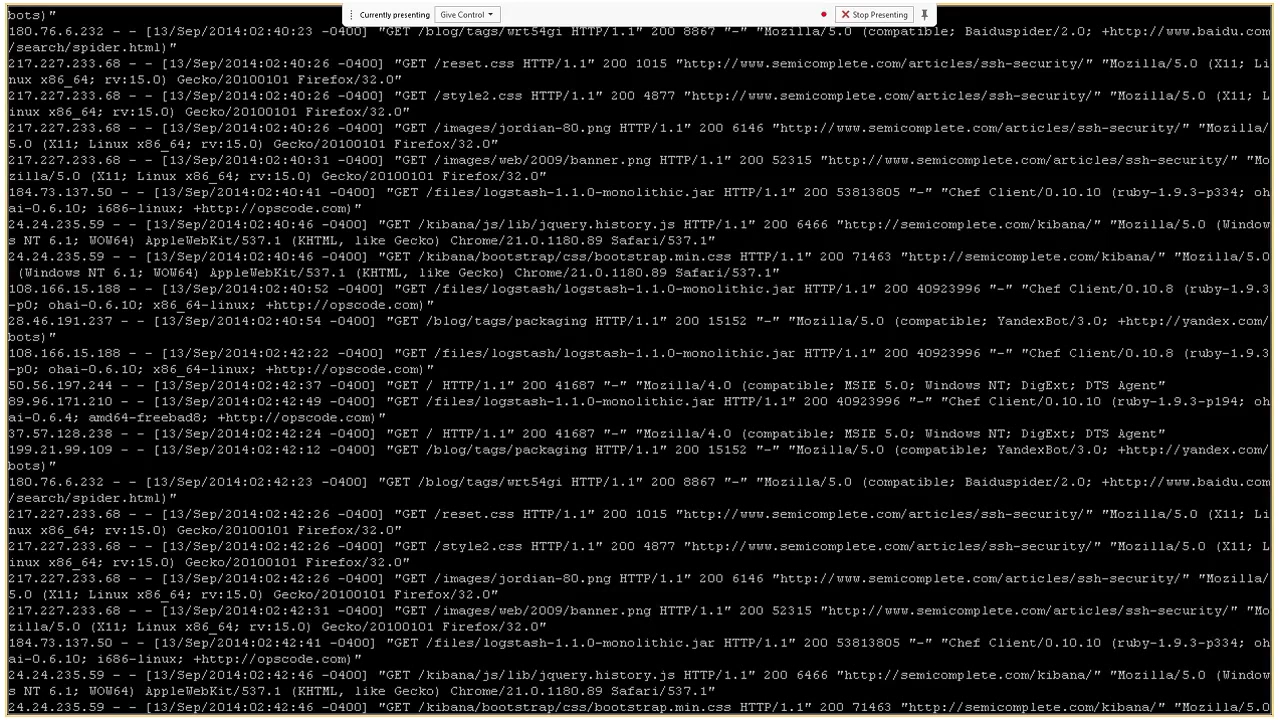 Currently presenting Give Control Stop Presenting
bots)"
180.76.6.232 - - [13/Sep/2014:02:40:23 -0400] "GET /blog/tags/wrt54gi HTTP/1.1" 200 8867 "-" "Mozilla/5.0 (compatible; Baiduspider/2.0; +http://www.baidu.com
/search/spider.html)"
217.227.233.68 - - [13/Sep/2014:02:40:26 -0400] "GET /reset.css HTTP/1.1" 200 1015 "http://www.semicomplete.com/articles/ssh-security/" "Mozilla/5.0 (X11; Li
nux x86_64; rv:15.0) Gecko/20100101 Firefox/32.0"
217.227.233.68 - - [13/Sep/2014:02:40:26 -0400] "GET /style2.css HTTP/1.1" 200 4877 "http://www.semicomplete.com/articles/ssh-security/" "Mozilla/5.0 (X11; L
inux x86_64; rv:15.0) Gecko/20100101 Firefox/32.0"
217.227.233.68 - - [13/Sep/2014:02:40:26 -0400] "GET /images/jordian-80.png HTTP/1.1" 200 6146 "http://www.semicomplete.com/articles/ssh-security/" "Mozilla/
5.0 (X11; Linux x86_64; rv:15.0) Gecko/20100101 Firefox/32.0"
217.227.233.68 - - [13/Sep/2014:02:40:31 -0400] "GET /images/web/2009/banner.png HTTP/1.1" 200 52315 "http://www.semicomplete.com/articles/ssh-security/" "Mo
zilla/5.0 (X11; Linux x86_64; rv:15.0) Gecko/20100101 Firefox/32.0"
184.73.137.50 - - [13/Sep/2014:02:40:41 -0400] "GET /files/logstash-1.1.0-monolithic.jar HTTP/1.1" 200 53813805 "-" "Chef Client/0.10.10 (ruby-1.9.3-p334; oh
ai-0.6.10; i686-linux; +http://opscode.com)"
24.24.235.59 - - [13/Sep/2014:02:40:46 -0400] "GET /kibana/js/lib/jquery.history.js HTTP/1.1" 200 6466 "http://semicomplete.com/kibana/" "Mozilla/5.0 (Window
s NT 6.1; WOW64) AppleWebKit/537.1 (KHTML, like Gecko) Chrome/21.0.1180.89 Safari/537.1"
24.24.235.59 - - [13/Sep/2014:02:40:46 -0400] "GET /kibana/bootstrap/css/bootstrap.min.css HTTP/1.1" 200 71463 "http://semicomplete.com/kibana/" "Mozilla/5.0
(Windows NT 6.1; WOW64) AppleWebKit/537.1 (KHTML, like Gecko) Chrome/21.0.1180.89 Safari/537.1"
108.166.15.188 - - [13/Sep/2014:02:40:52 -0400] "GET /files/logstash/logstash-1.1.0-monolithic.jar HTTP/1.1" 200 40923996 "-" "Chef Client/0.10.8 (ruby-1.9.3
-p0; ohai-0.6.10; x86_64-linux; +http://opscode.com)"
28.46.191.237 - - [13/Sep/2014:02:40:54 -0400] "GET /blog/tags/packaging HTTP/1.1" 200 15152 "-" "Mozilla/5.0 (compatible; YandexBot/3.0; +http://yandex.com/
bots)"
108.166.15.188 - - [13/Sep/2014:02:42:22 -0400] "GET /files/logstash/logstash-1.1.0-monolithic.jar HTTP/1.1" 200 40923996 "-" "Chef Client/0.10.8 (ruby-1.9.3
-p0; ohai-0.6.10; x86_64-linux; +http://opscode.com)"
50.56.197.244 - - [13/Sep/2014:02:42:37 -0400] "GET / HTTP/1.1" 200 41687 "-" "Mozilla/4.0 (compatible; MSIE 5.0; Windows NT; DigExt; DTS Agent"
89.96.171.210 - - [13/Sep/2014:02:42:49 -0400] "GET /files/logstash/logstash-1.1.0-monolithic.jar HTTP/1.1" 200 40923996 "-" "Chef Client/0.10.10 (ruby-1.9.3-p194; oh
ai-0.6.4; amd64-freebad8; +http://opscode.com)"
37.57.128.238 - - [13/Sep/2014:02:42:24 -0400] "GET / HTTP/1.1" 200 41687 "-" "Mozilla/4.0 (compatible; MSIE 5.0; Windows NT; DigExt; DTS Agent"
199.21.99.109 - - [13/Sep/2014:02:42:12 -0400] "GET /blog/tags/packaging HTTP/1.1" 200 15152 "-" "Mozilla/5.0 (compatible; YandexBot/3.0; +http://yandex.com/
bots)"
180.76.6.232 - - [13/Sep/2014:02:42:23 -0400] "GET /blog/tags/wrt54gi HTTP/1.1" 200 8867 "-" "Mozilla/5.0 (compatible; Baiduspider/2.0; +http://www.baidu.com
/search/spider.html)"
217.227.233.68 - - [13/Sep/2014:02:42:26 -0400] "GET /reset.css HTTP/1.1" 200 1015 "http://www.semicomplete.com/articles/ssh-security/" "Mozilla/5.0 (X11; Li
nux x86_64; rv:15.0) Gecko/20100101 Firefox/32.0"
217.227.233.68 - - [13/Sep/2014:02:42:26 -0400] "GET /style2.css HTTP/1.1" 200 4877 "http://www.semicomplete.com/articles/ssh-security/" "Mozilla/5.0 (X11; L
inux x86_64; rv:15.0) Gecko/20100101 Firefox/32.0"
217.227.233.68 - - [13/Sep/2014:02:42:26 -0400] "GET /images/jordian-80.png HTTP/1.1" 200 6146 "http://www.semicomplete.com/articles/ssh-security/" "Mozilla/
5.0 (X11; Linux x86_64; rv:15.0) Gecko/20100101 Firefox/32.0"
217.227.233.68 - - [13/Sep/2014:02:42:31 -0400] "GET /images/web/2009/banner.png HTTP/1.1" 200 52315 "http://www.semicomplete.com/articles/ssh-security/" "Mo
zilla/5.0 (X11; Linux x86_64; rv:15.0) Gecko/20100101 Firefox/32.0"
184.73.137.50 - - [13/Sep/2014:02:42:41 -0400] "GET /files/logstash-1.1.0-monolithic.jar HTTP/1.1" 200 53813805 "-" "Chef Client/0.10.10 (ruby-1.9.3-p334; oh
ai-0.6.10; i686-linux; +http://opscode.com)"
24.24.235.59 - - [13/Sep/2014:02:42:46 -0400] "GET /kibana/js/lib/jquery.history.js HTTP/1.1" 200 6466 "http://semicomplete.com/kibana/" "Mozilla/5.0 (Window
s NT 6.1; WOW64) AppleWebKit/537.1 (KHTML, like Gecko) Chrome/21.0.1180.89 Safari/537.1"
24.24.235.59 - - [13/Sep/2014:02:42:46 -0400] "GET /kibana/bootstrap/css/bootstrap.min.css HTTP/1.1" 200 71463 "http://semicomplete.com/kibana/" "Mozilla/5.0